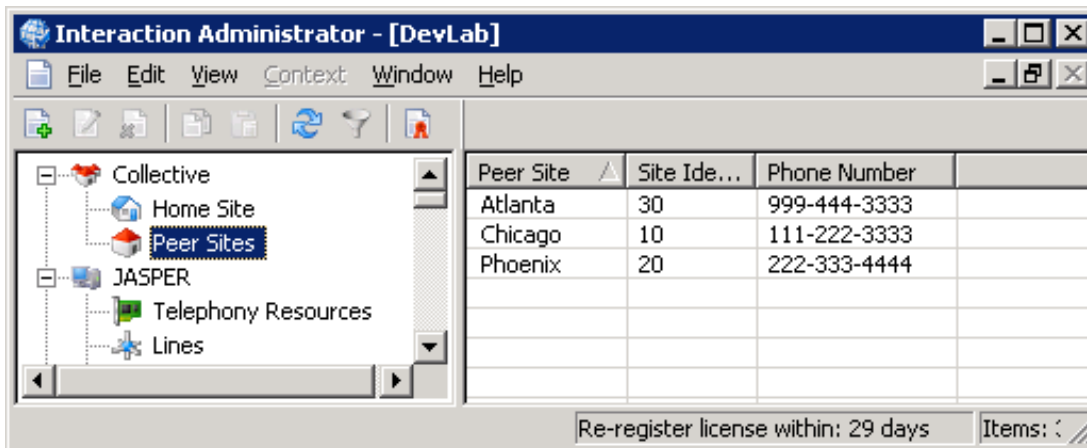 Interaction Administrator - [DevLab]
File Edit View Context Window Help
Collective
Home Site
Peer Sites
JASPER
Telephony Resources
Lines
Peer Site Site Ide... Phone Number
Atlanta 30 999-444-3333
Chicago 10 111-222-3333
Phoenix 20 222-333-4444
Re-register license within: 29 days Items: